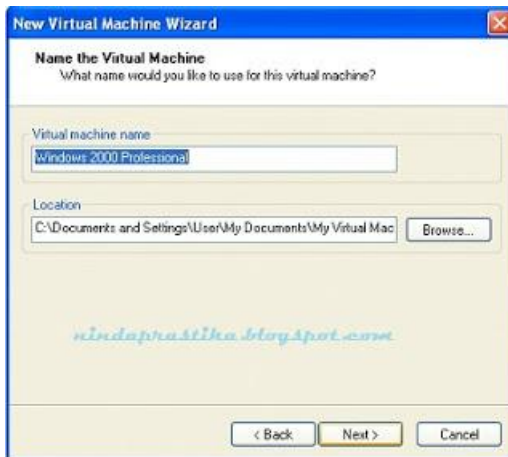 New Virtual Machine Wizard
Name the Virtual Machine
What name would you like to use for this virtual machine?
Virtual machine name
Windows 2000 Professional
Location
C:\Documents and Settings\User\My Documents\My Virtual Mac
Browse...
nindaprastika.blogspot.com
< Back
Next >
Cancel